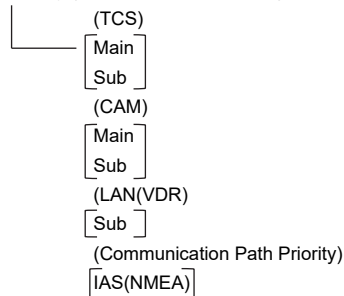 (TCS)
Main
Sub
(CAM)
Main
Sub
(LAN(VDR)
Sub
(Communication Path Priority)
IAS(NMEA)